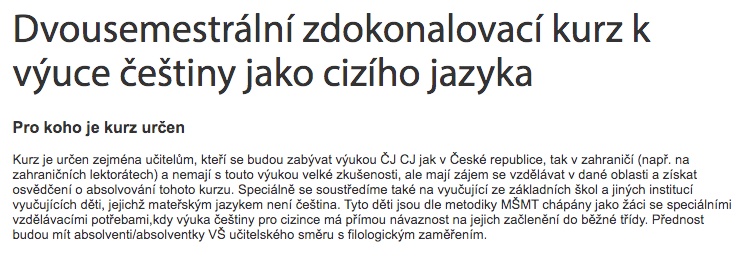 Dvousemestrální zdokonalovací kurz k
výuce češtiny jako cizího jazyka
Pro koho je kurz určen
Kurz je určen zejména učitelům, kteří se budou zabývat výukou ČJ CJ jak v České republice, tak v zahraničí (např. na
zahraničních lektorátech) a nemají s touto výukou velké zkušenosti, ale mají zájem se vzdělávat v dané oblasti a získat
osvědčení o absolvování tohoto kurzu. Speciálně se soustředíme také na vyučující ze základních škol a jiných institucí
vyučujících děti, jejichž mateřským jazykem není čeština. Tyto děti jsou dle metodiky MŠMT chápány jako žáci se speciálními
vzdělávacími potřebami,kdy výuka češtiny pro cizince má přímou návaznost na jejich začlenění do běžné třídy. Přednost
budou mít absolventi/absolventky VŠ učitelského směru s filologickým zaměřením.